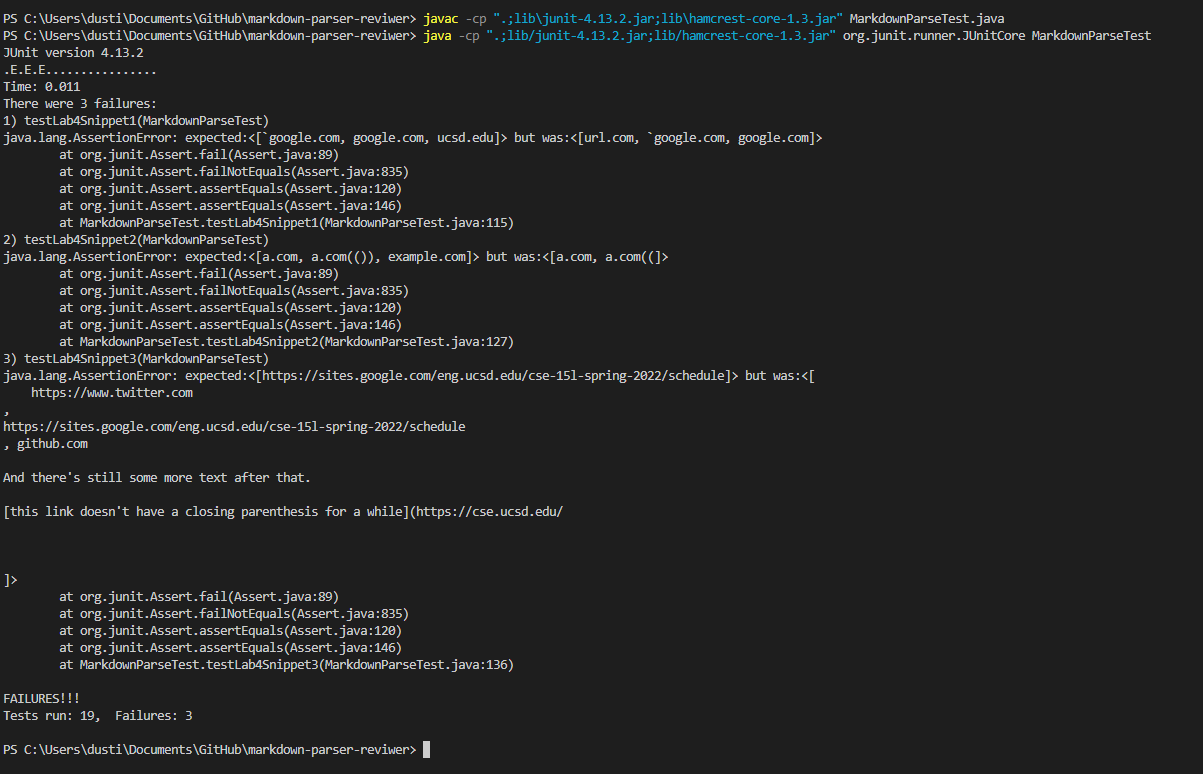 PS C:\Users\dusti\Documents\GitHub\markdown-parser-reviwer> javac -cp ".;lib\junit-4.13.2.jar;lib\hamcrest-core-1.3.jar" MarkdownParseTest.java
PS C:\Users\dusti\Documents\GitHub\markdown-parser-reviwer> java -cp ".;lib/junit-4.13.2.jar;lib/hamcrest-core-1.3.jar" org.junit.runner.JUnitCore MarkdownParseTest
JUnit version 4.13.2
.E.E.E................
Time: 0.011
There were 3 failures:
1) testLab4Snippet1(MarkdownParseTest)
java.lang.AssertionError: expected:<[`google.com, google.com, ucsd.edu]> but was:<[url.com, `google.com, google.com]>
        at org.junit.Assert.fail(Assert.java:89)
        at org.junit.Assert.failNotEquals(Assert.java:835)
        at org.junit.Assert.assertEquals(Assert.java:120)
        at org.junit.Assert.assertEquals(Assert.java:146)
        at MarkdownParseTest.testLab4Snippet1(MarkdownParseTest.java:115)
2) testLab4Snippet2(MarkdownParseTest)
java.lang.AssertionError: expected:<[a.com, a.com(()), example.com]> but was:<[a.com, a.com((]>
        at org.junit.Assert.fail(Assert.java:89)
        at org.junit.Assert.failNotEquals(Assert.java:835)
        at org.junit.Assert.assertEquals(Assert.java:120)
        at org.junit.Assert.assertEquals(Assert.java:146)
        at MarkdownParseTest.testLab4Snippet2(MarkdownParseTest.java:127)
3) testLab4Snippet3(MarkdownParseTest)
java.lang.AssertionError: expected:<[https://sites.google.com/eng.ucsd.edu/cse-15l-spring-2022/schedule]> but was:<[
    https://www.twitter.com
,
https://sites.google.com/eng.ucsd.edu/cse-15l-spring-2022/schedule
, github.com

And there's still some more text after that.

[this link doesn't have a closing parenthesis for a while](https://cse.ucsd.edu/

]>
        at org.junit.Assert.fail(Assert.java:89)
        at org.junit.Assert.failNotEquals(Assert.java:835)
        at org.junit.Assert.assertEquals(Assert.java:120)
        at org.junit.Assert.assertEquals(Assert.java:146)
        at MarkdownParseTest.testLab4Snippet3(MarkdownParseTest.java:136)

FAILURES!!!
Tests run: 19,  Failures: 3

PS C:\Users\dusti\Documents\GitHub\markdown-parser-reviwer>